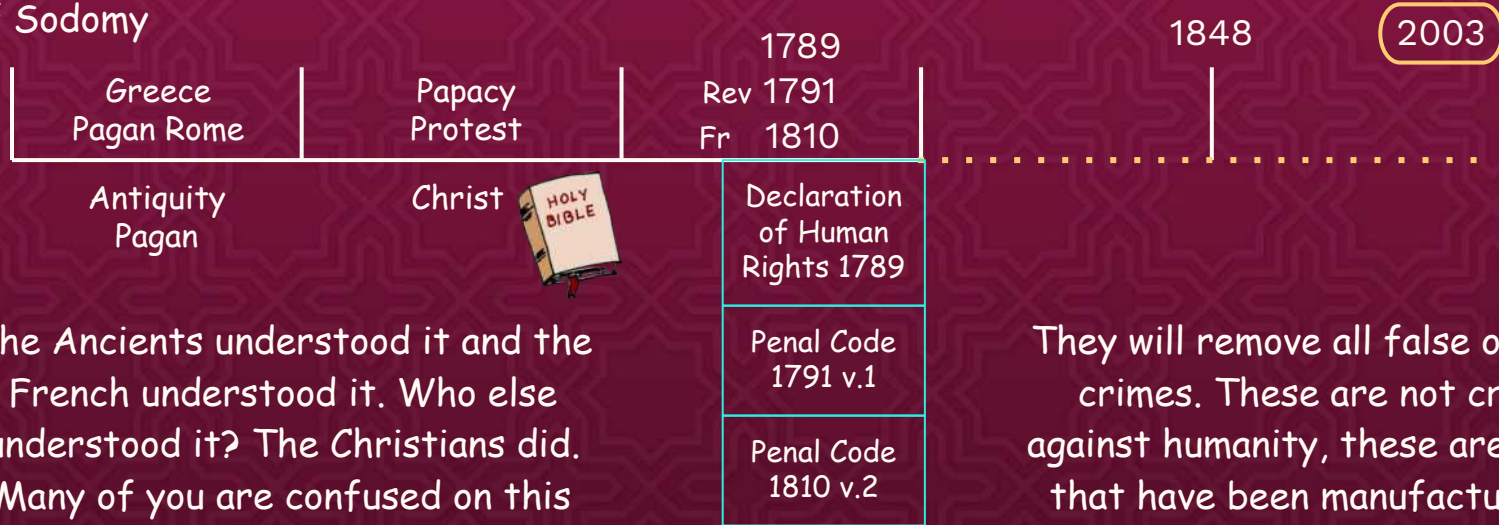 Sodomy
1789
1848
2003
Greece
Pagan Rome
Papacy
Protest
Rev 1791
Fr 1810
Antiquity
Pagan
Christ
HOLY
BIBLE
Declaration
of Human
Rights 1789
Penal Code
1791 v.1
Penal Code
1810 v.2
he Ancients understood it and the
French understood it. Who else
understood it? The Christians did.
Many of you are confused on this
They will remove all false
crimes. These are not
against humanity, these are
that have been